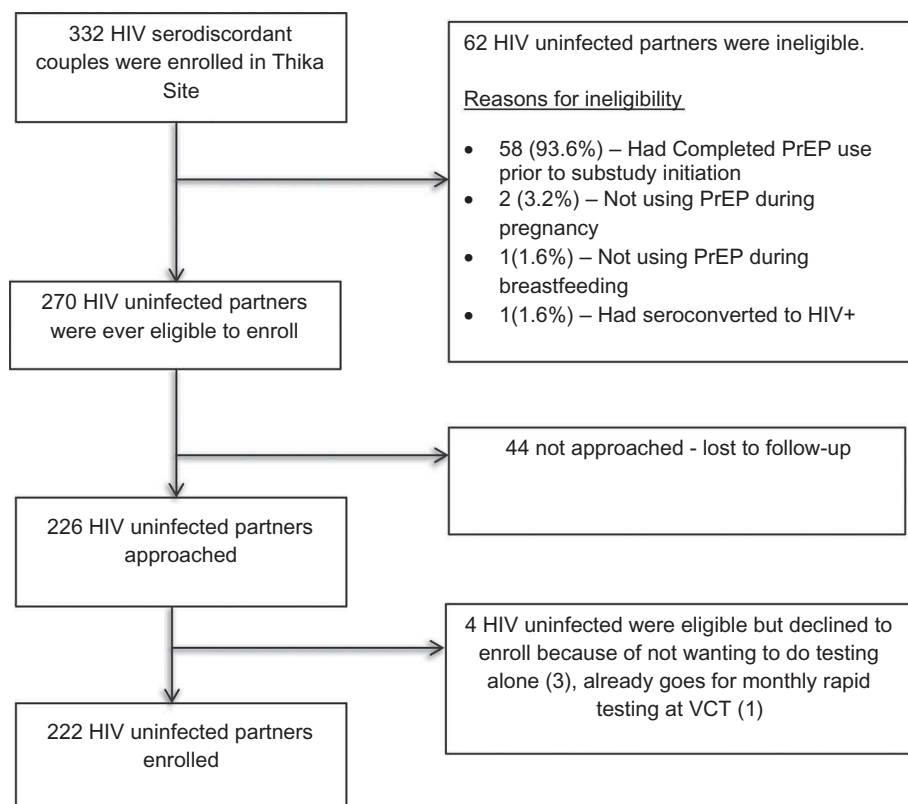 332 HIV serodiscordant
couples were enrolled in Thika
Site
62 HIV uninfected partners were ineligible.
Reasons for ineligibility
• 58 (93.6%) – Had Completed PrEP use
prior to substudy initiation
• 2 (3.2%) – Not using PrEP during
pregnancy
• 1(1.6%) – Not using PrEP during
breastfeeding
• 1(1.6%) – Had seroconverted to HIV+
270 HIV uninfected partners
were ever eligible to enroll
44 not approached - lost to follow-up
226 HIV uninfected partners
approached
4 HIV uninfected were eligible but declined to
enroll because of not wanting to do testing
alone (3), already goes for monthly rapid
testing at VCT (1)
222 HIV uninfected partners
enrolled